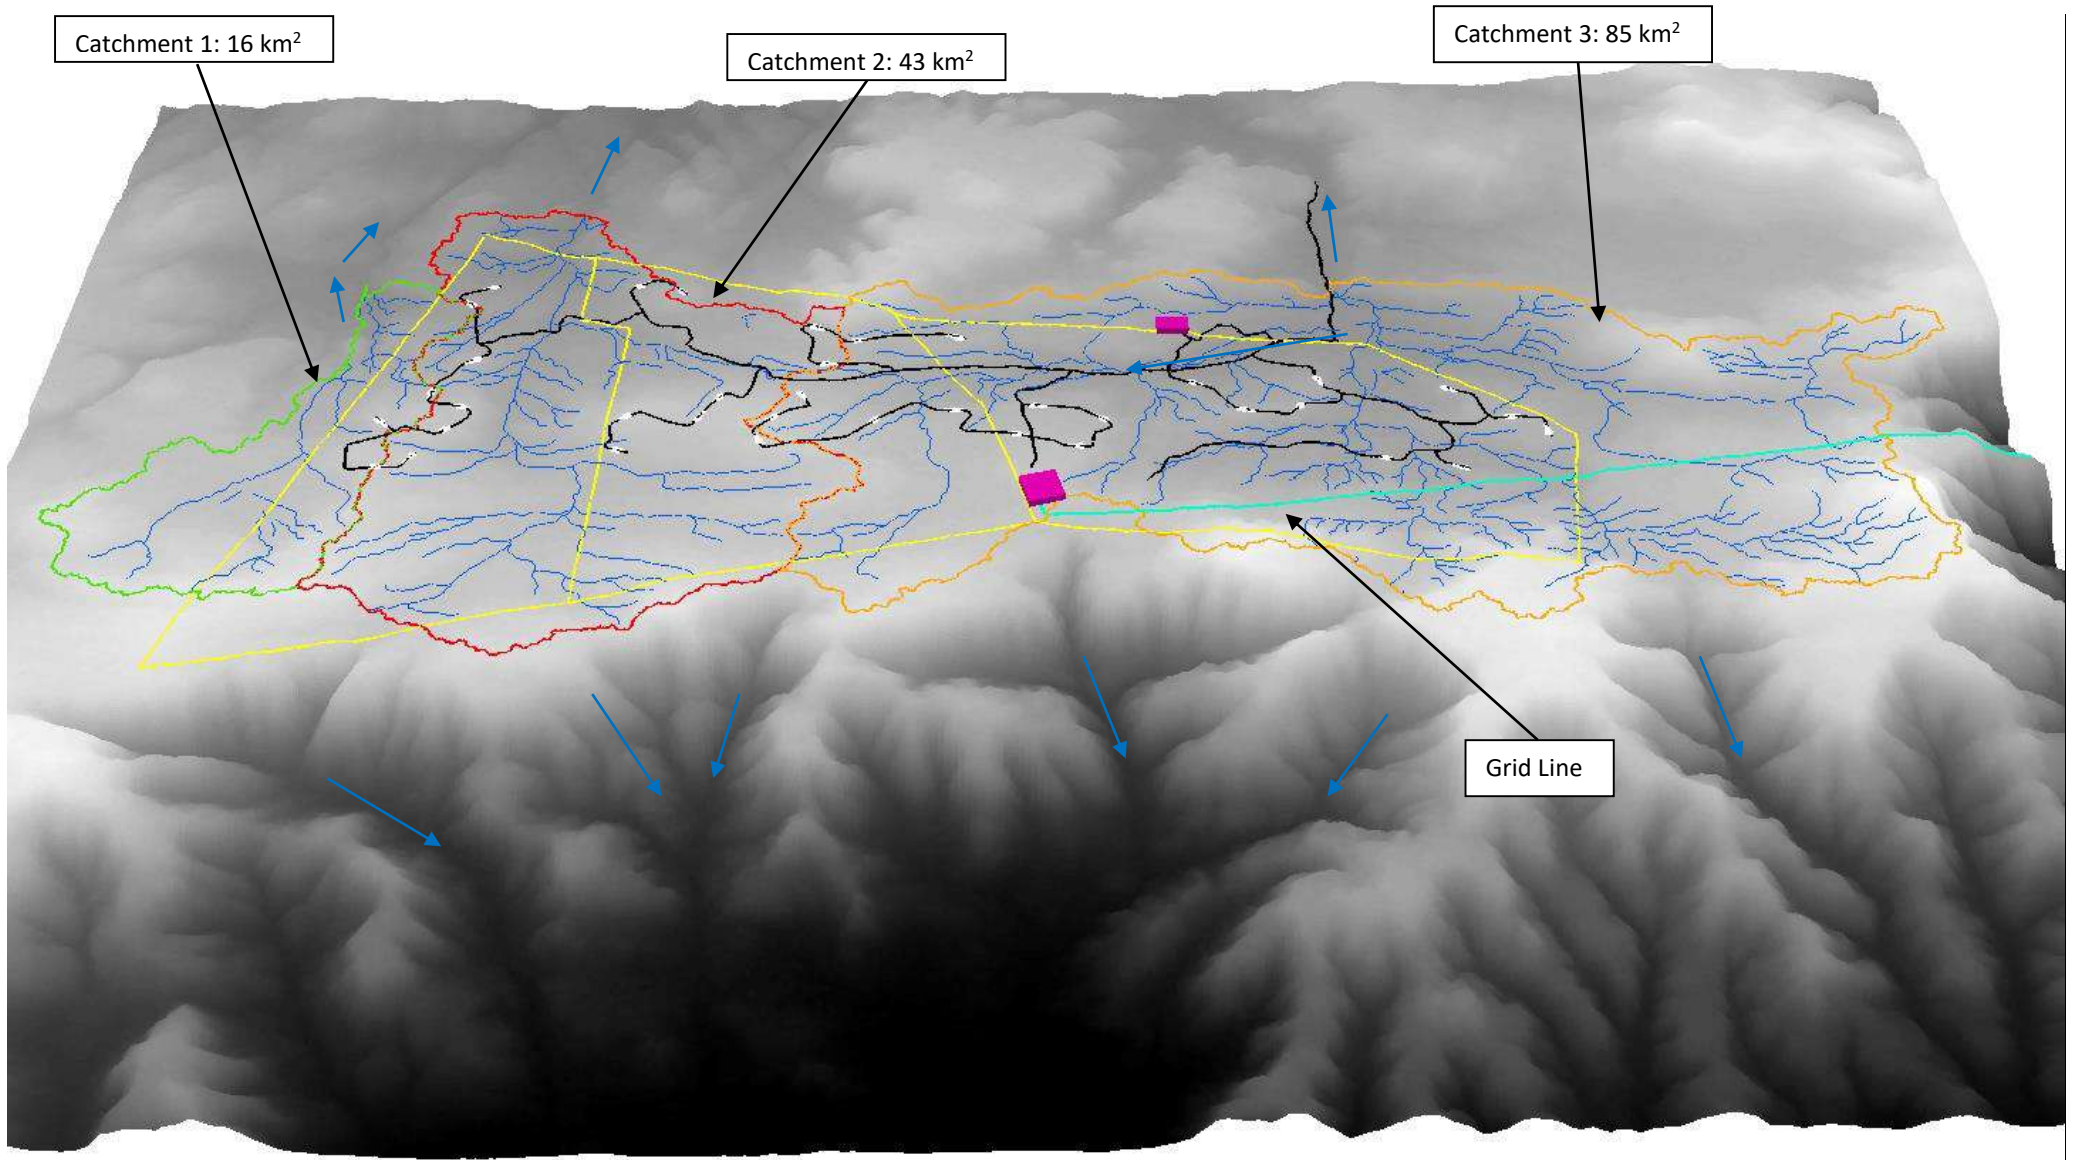 Catchment 1: 16 km²
Catchment 2: 43 km²
Catchment 3: 85 km²
Grid Line